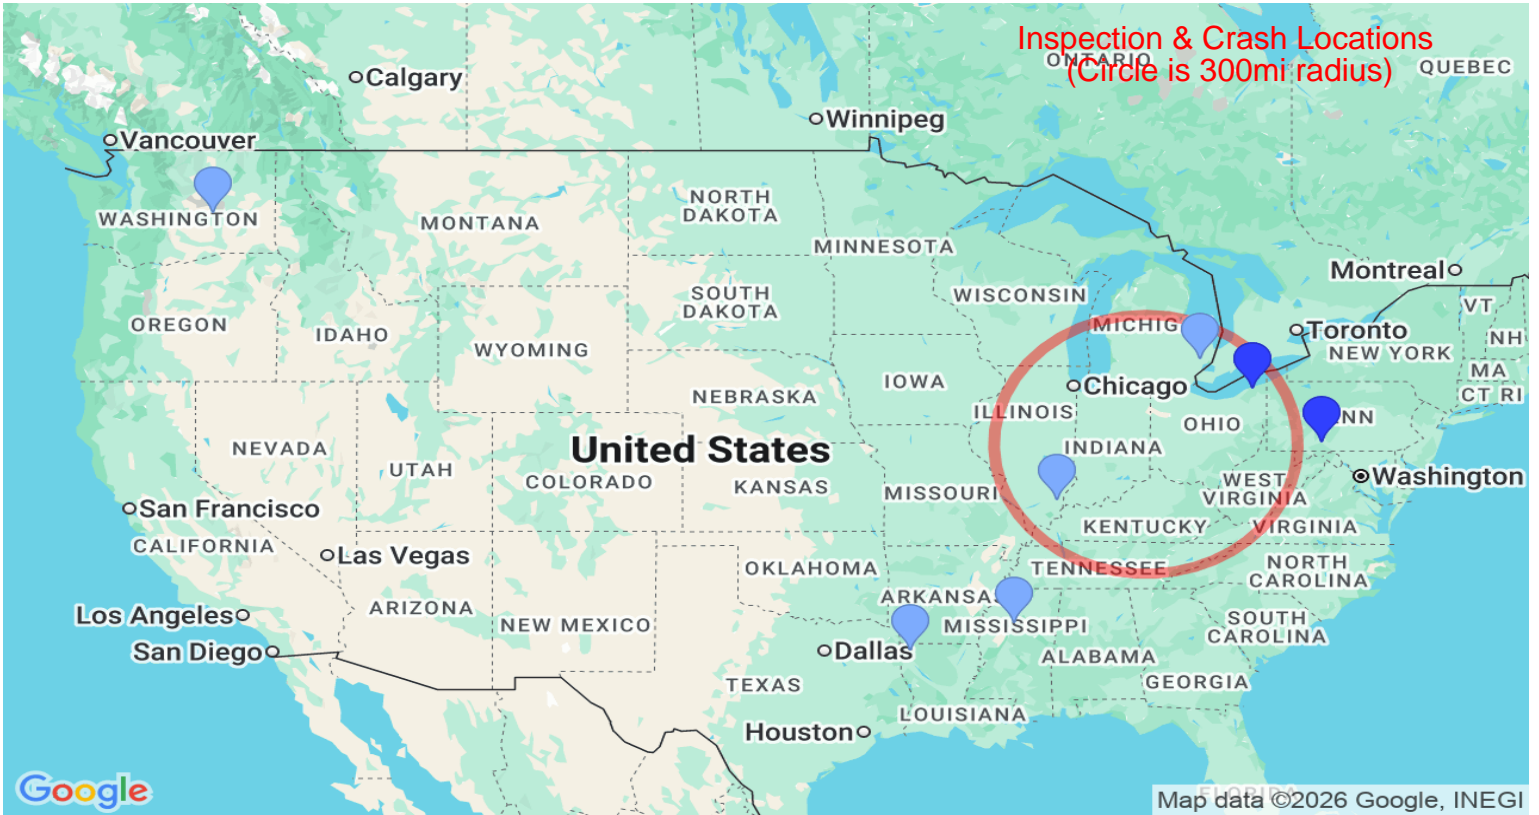 Inspection & Crash Locations
(Circle is 300mi radius)
ONTARIO
QUEBEC
Calgary
Winnipeg
Vancouver
WASHINGTON
MONTANA
NORTH
DAKOTA
MINNESOTA
Montreal
OREGON
IDAHO
SOUTH
DAKOTA
WISCONSIN
MICHIG
Toronto
VT
NH
WYOMING
NEW YORK
MA
CT RI
IOWA
Chicago
NEBRASKA
ILLINOIS
OHIO
NN
NEVADA
UTAH
United States
INDIANA
COLORADO
KANSAS
MISSOURI
WEST
VIRGINIA
Washington
San Francisco
CALIFORNIA
Las Vegas
KENTUCKY
VIRGINIA
OKLAHOMA
TENNESSEE
NORTH
CAROLINA
Los Angeles
ARIZONA
NEW MEXICO
ARKANSAS
MISSISSIPPI
SOUTH
CAROLINA
San Diego
Dallas
ALABAMA
TEXAS
GEORGIA
LOUISIANA
Houston
FLORIDA
Google
Map data ©2026 Google, INEGI